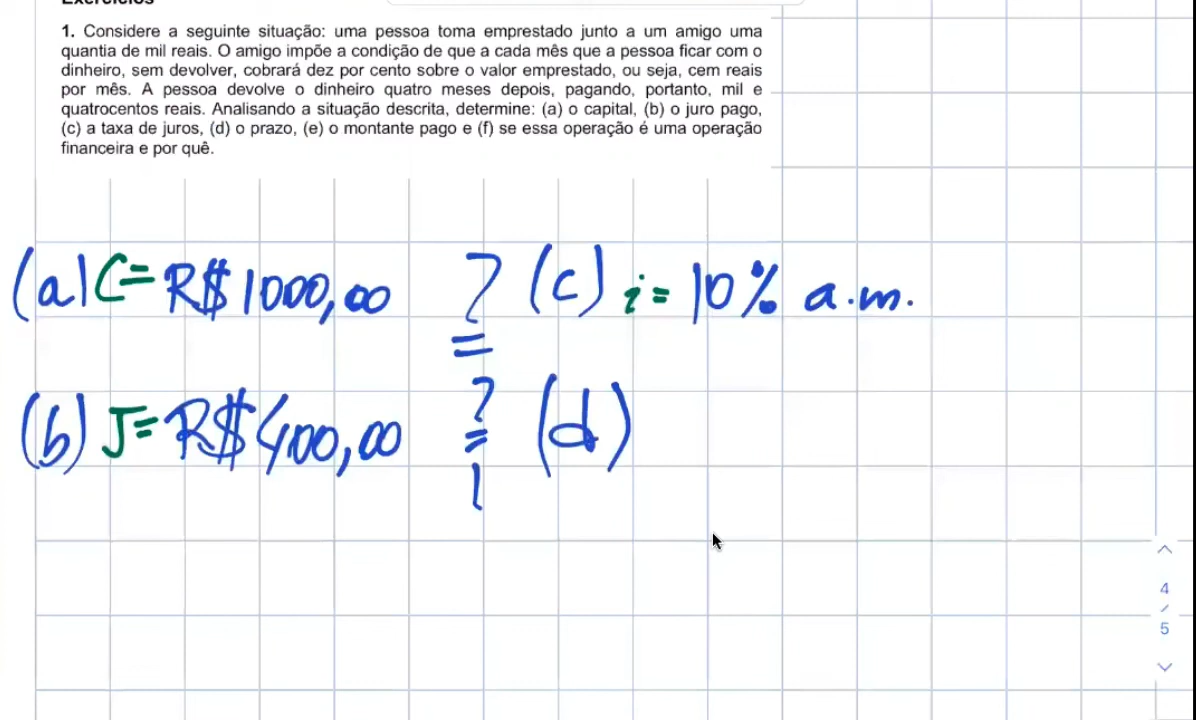 Exercícios
1. Considere a seguinte situação: uma pessoa toma emprestado junto a um amigo uma
quantia de mil reais. O amigo impõe a condição de que a cada mês que a pessoa ficar com o
dinheiro, sem devolver, cobrará dez por cento sobre o valor emprestado, ou seja, cem reais
por mês. A pessoa devolve o dinheiro quatro meses depois, pagando, portanto, mil e
quatrocentos reais. Analisando a situação descrita, determine: (a) o capital, (b) o juro pago,
(c) a taxa de juros, (d) o prazo, (e) o montante pago e (f) se essa operação é uma operação
financeira e por quê.
(a) C= R$ 1000,00
(c) i = 10% a.m.
(b) J= R$ 400,00
(d)
4
/
5